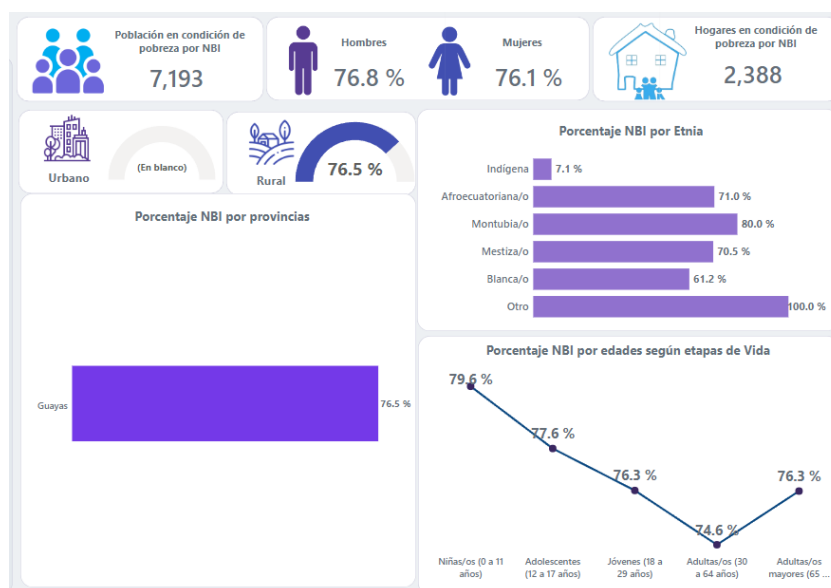 Población en condición de
pobreza por NBI
7,193
Hombres
76.8 %
Mujeres
76.1 %
Hogares en condición de
pobreza por NBI
2,388
Urbano
(En blanco)
Rural
76.5 %
Porcentaje NBI por provincias
Guayas
76.5 %
Porcentaje NBI por Etnia
Indígena 7.1 %
Afroecuatoriana/o 71.0 %
Montubia/o 80.0 %
Mestiza/o 70.5 %
Blanca/o 61.2 %
Otro 100.0 %
Porcentaje NBI por edades según etapas de Vida
79.6 %
77.6 %
76.3 %
74.6 %
76.3 %
Niñas/os (0 a 11
años)
Adolescentes
(12 a 17 años)
Jóvenes (18 a
29 años)
Adultas/os (30
a 64 años)
Adultas/os
mayores (65 ...